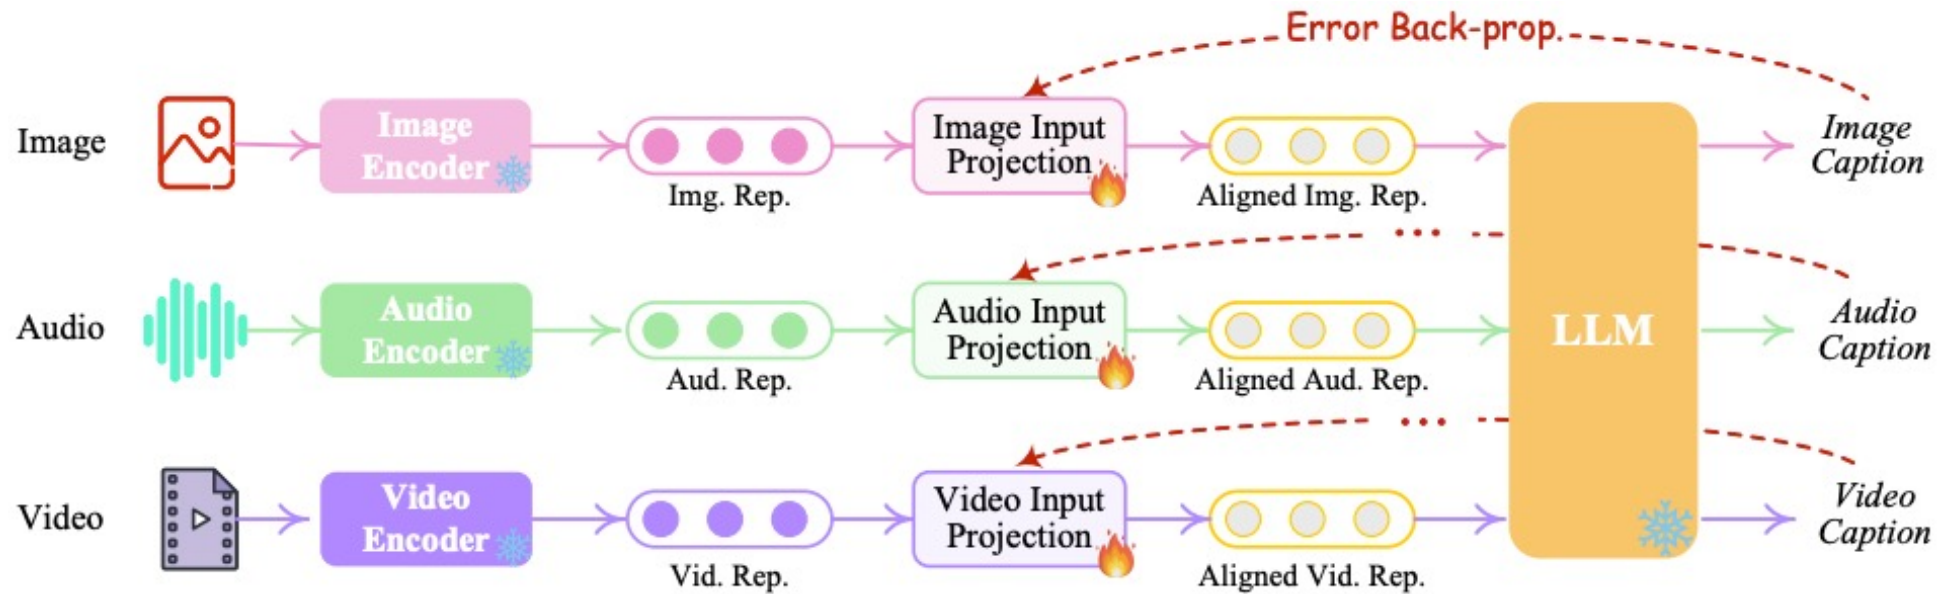 Error Back-prop.
Image
Image
Encoder
Img. Rep.
Image Input
Projection
Aligned Img. Rep.
Image
Caption
Audio
Audio
Encoder
Aud. Rep.
Audio Input
Projection
Aligned Aud. Rep.
...
LLM
Audio
Caption
Video
Video
Encoder
Vid. Rep.
Video Input
Projection
Aligned Vid. Rep.
...
Video
Caption